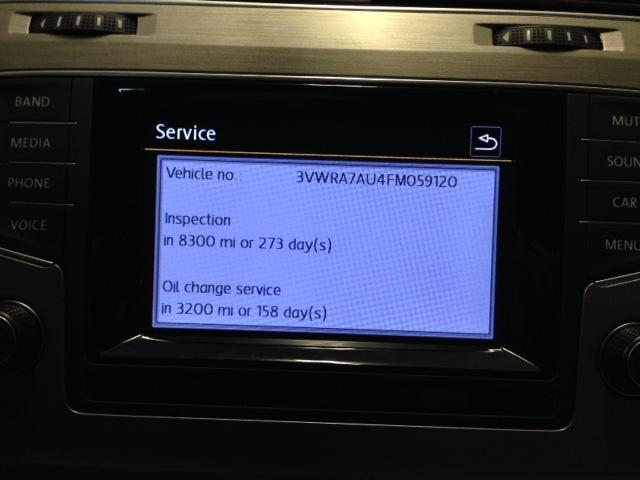 BAND
MEDIA
PHONE
VOICE
Service
Vehicle no.: 3VWRA7AU4FM059120
Inspection
in 8300 mi or 273 day(s)
Oil change service
in 3200 mi or 158 day(s)
MUT
SOUN
CAR
MENU